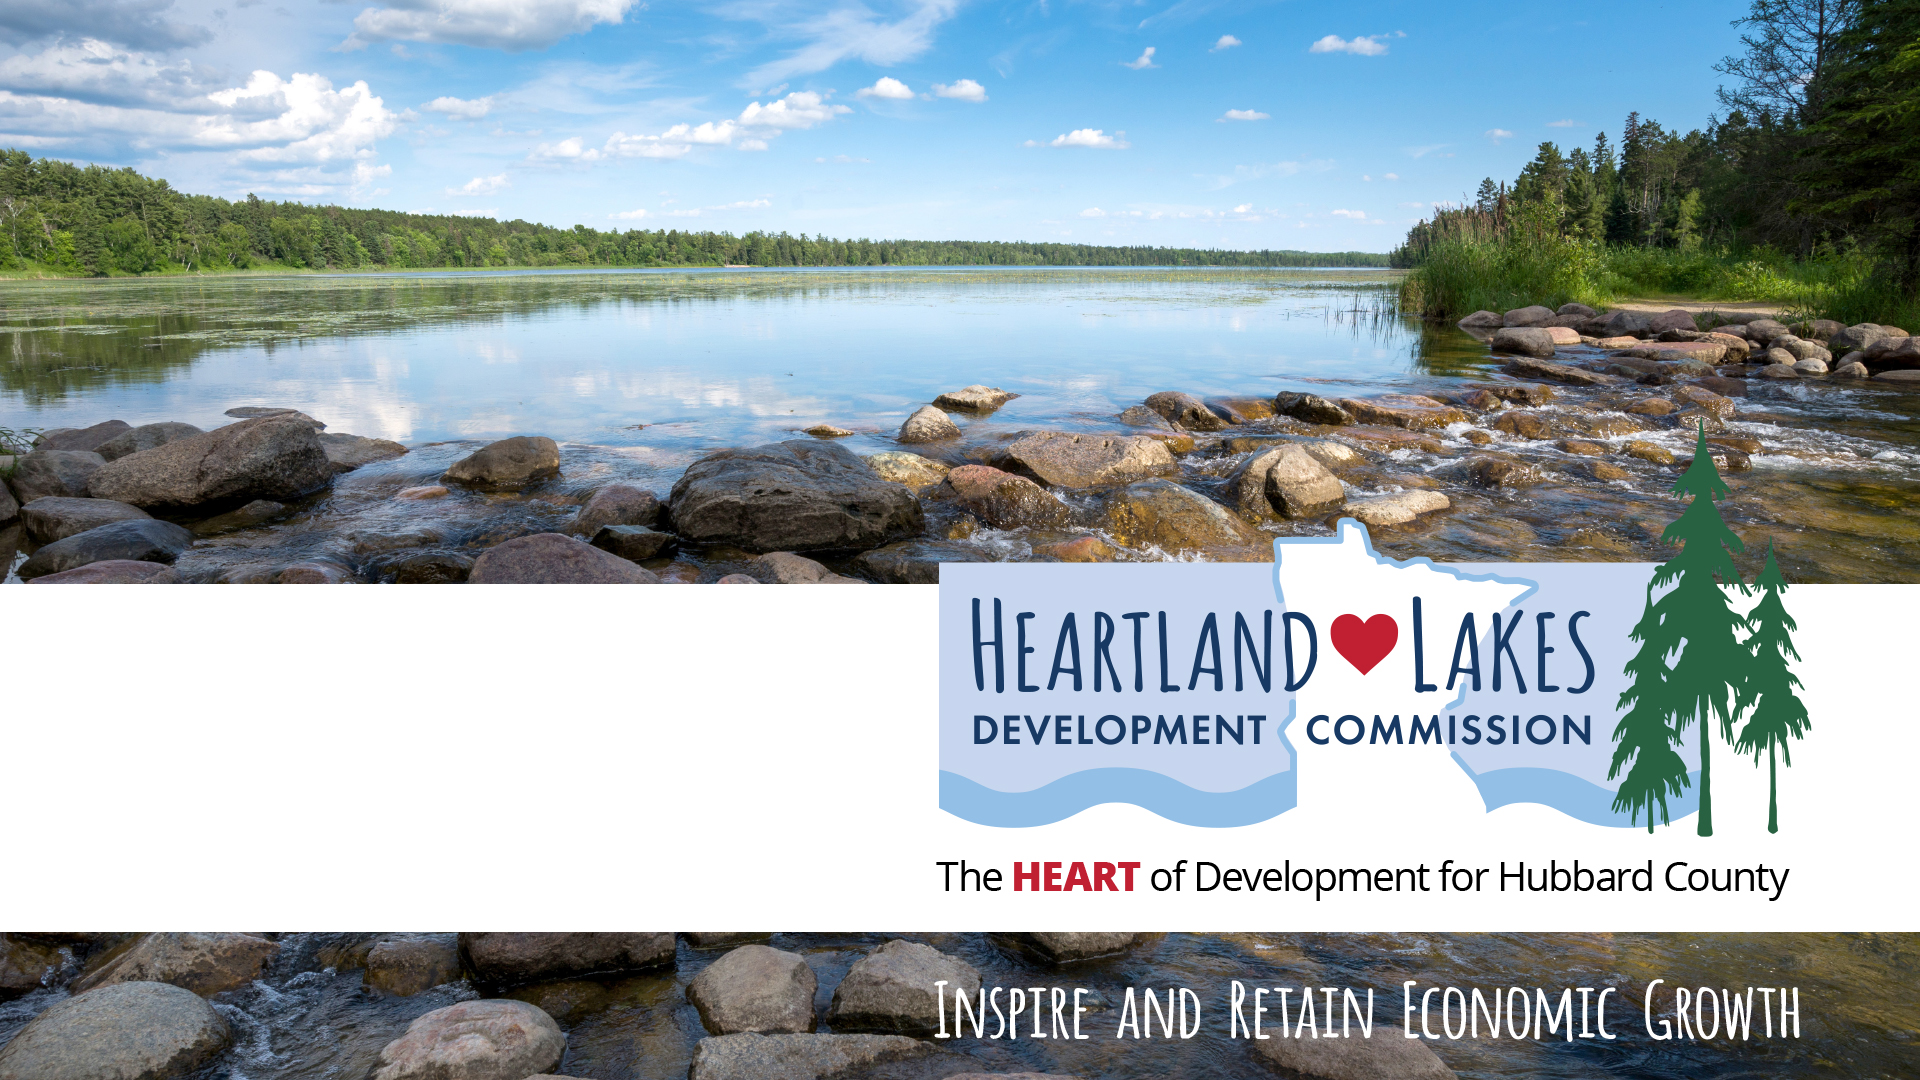 Heartland Lakes
DEVELOPMENT COMMISSION
The HEART of Development for Hubbard County
Inspire and Retain Economic Growth